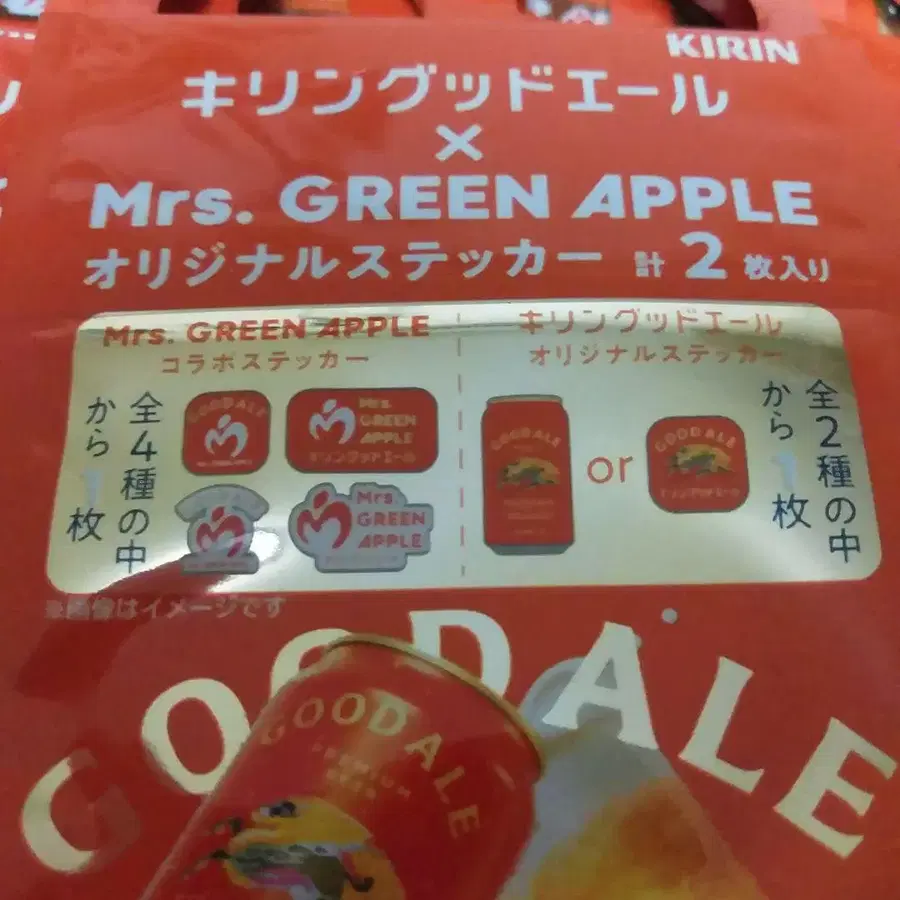 KIRIN
キリングッドエール
×
Mrs. GREEN APPLE
オリジナルステッカー 計2枚入り
Mrs. GREEN APPLE
コラボステッカー
全4種の中
から1枚
GOOD ALE
Mrs.
GREEN
APPLE
キリングッドエール
Mrs.
GREEN
APPLE
キリングッドエール
オリジナルステッカー
GOOD ALE
or
GOOD ALE
全2種の中
から1枚
※画像はイメージです
GOOD ALE
GOOD ALE
PREMIUM
BEER